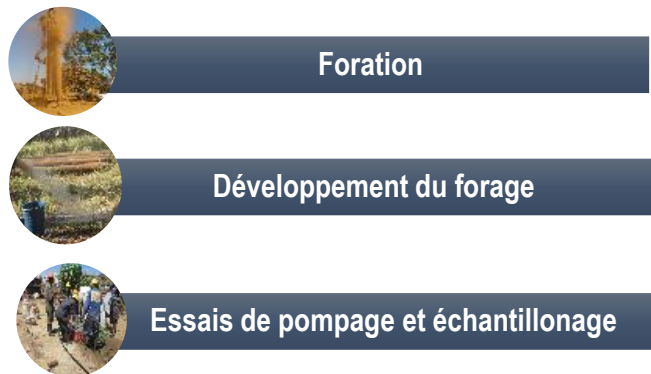 Foration
Développement du forage
Essais de pompage et échantillonage